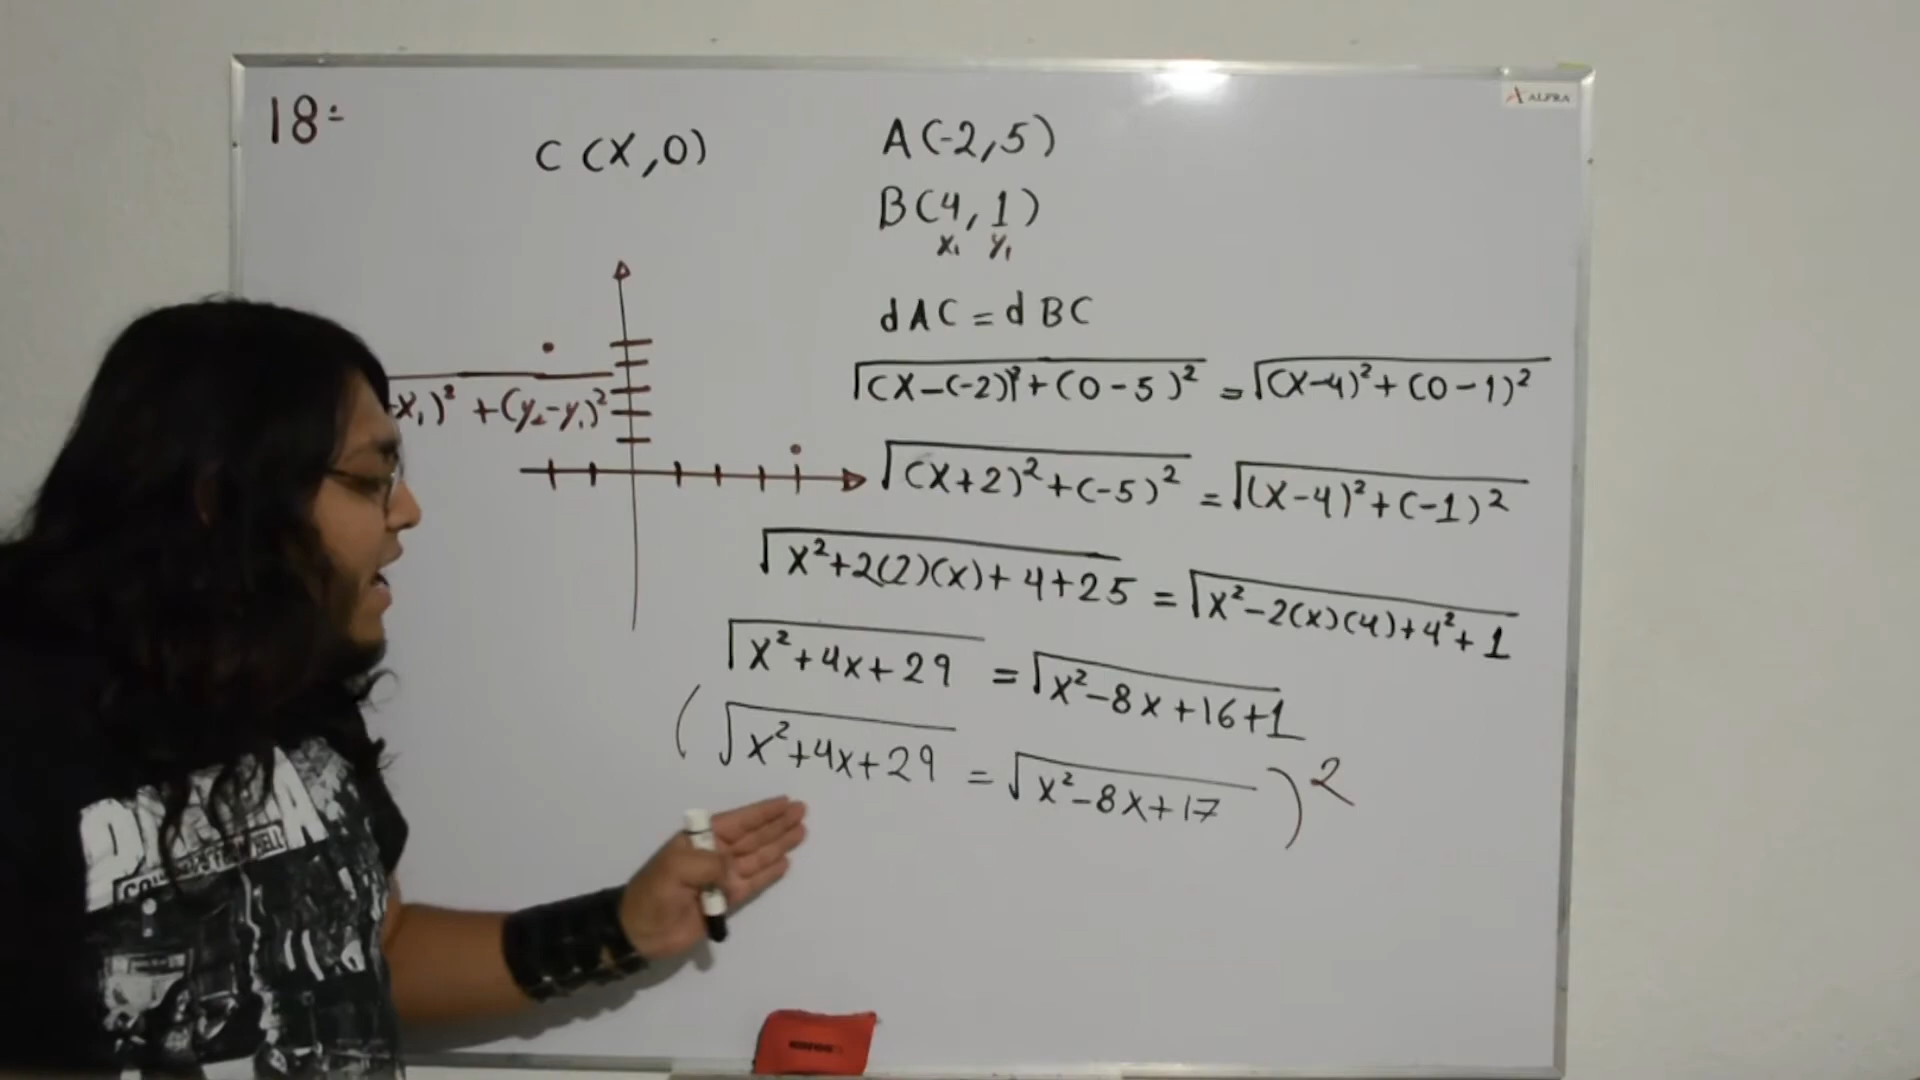 18:
ALFRA
C (X,0)
A(-2,5)
B(4,1)
x₁ y₁
dAC = dBC
√(x-(-2))²+(0-5)² = √(x-4)²+(0-1)²
x₁)² +(y₂-y₁)²
√(x+2)²+(-5)² = √(x-4)²+(-1)²
√x²+2(2)(x)+4+25 = √x²-2(x)(4)+4²+1
√x²+4x+29 = √x²-8x+16+1
(√x²+4x+29 = √x²-8x+17)²